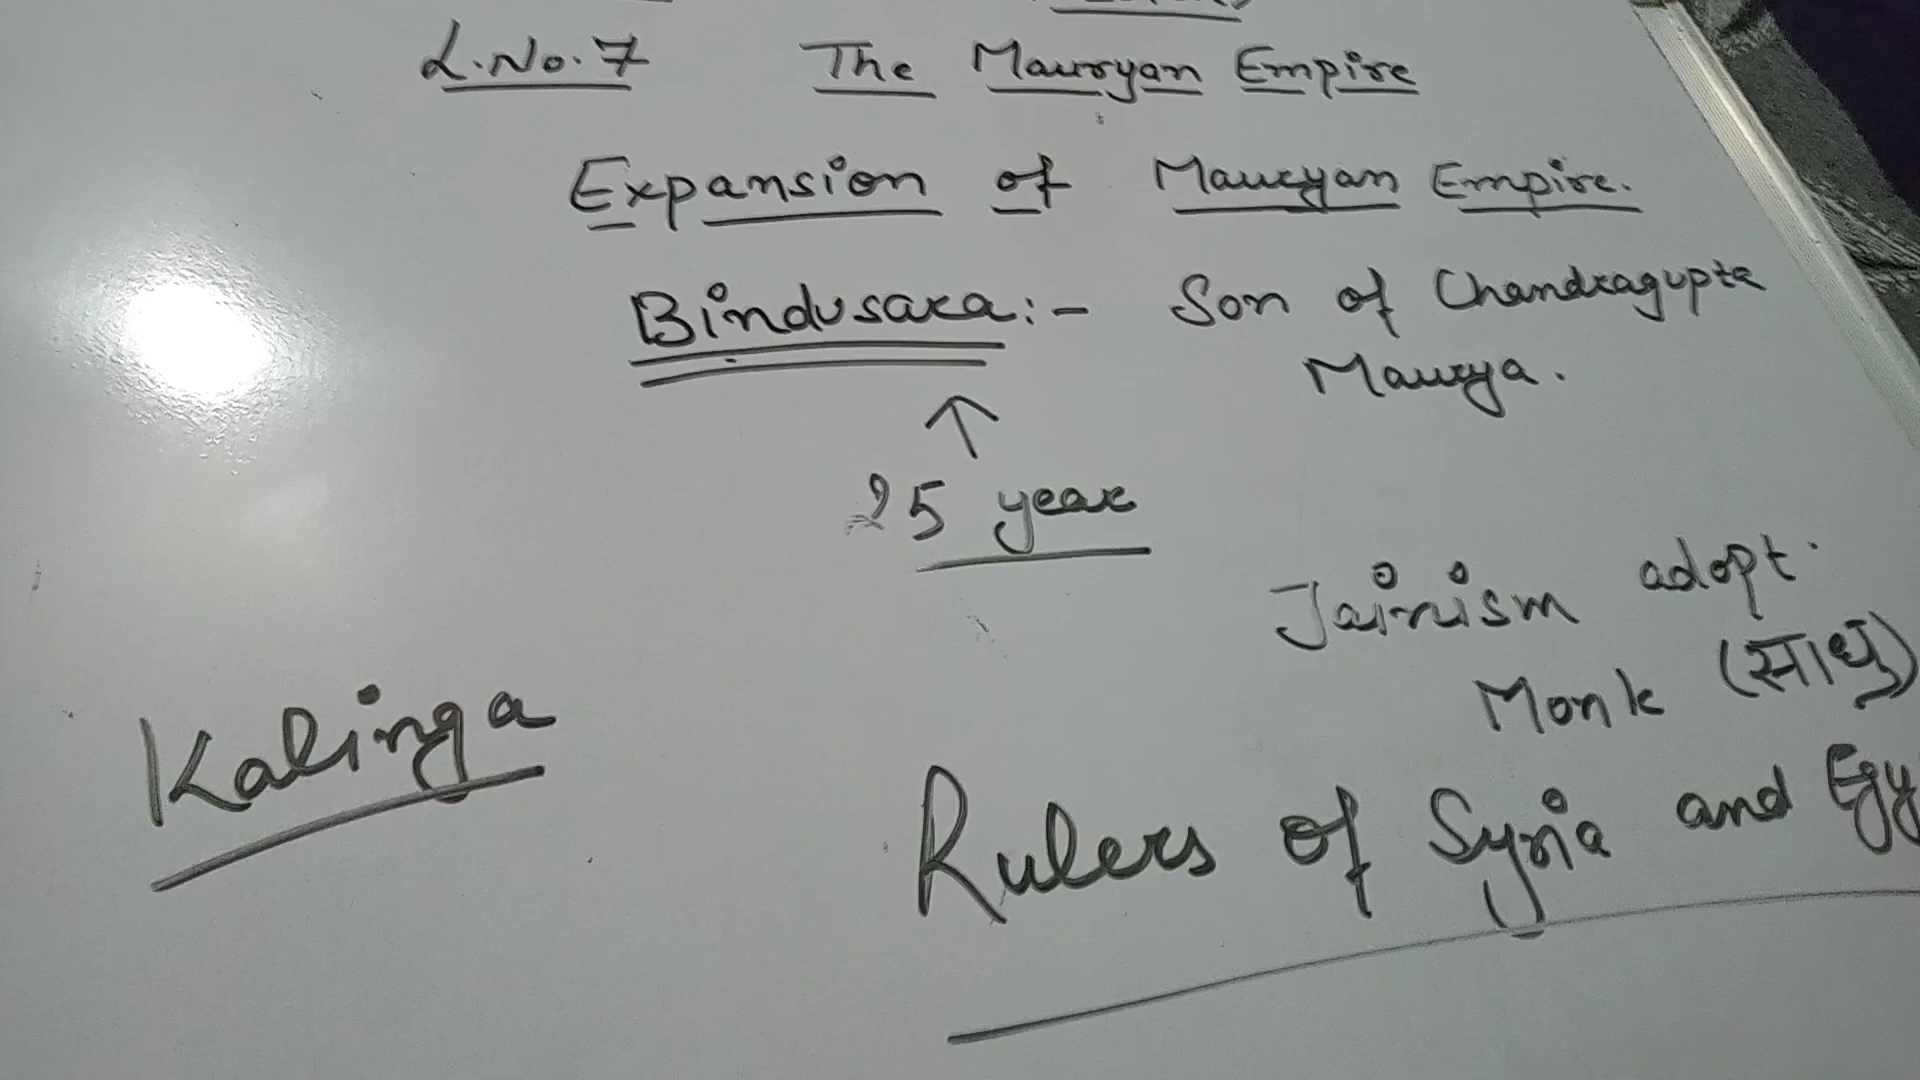 L.No.7 The Mauryan Empire
Expansion of Mauryan Empire.
Bindusara:- Son of Chandragupta
Maurya.
↑
25 year
Jainism adopt.
Monk (साधु)
Kalinga
Rulers of Syria and Egy